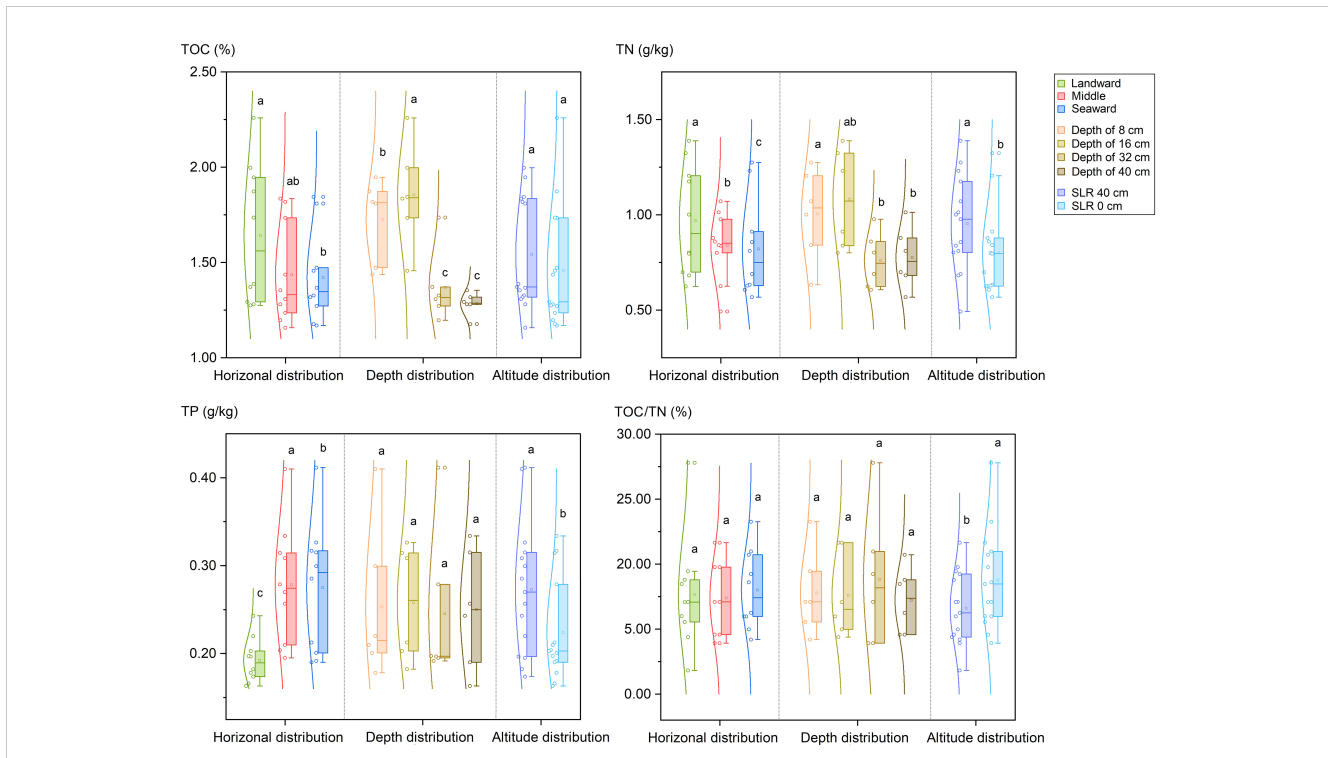 TOC (%)
2.50
2.00
1.50
1.00
a
ab
b
b
a
c
c
a
a
Horizonal distribution
Depth distribution
Altitude distribution
TN (g/kg)
1.50
1.00
0.50
a
b
c
a
ab
b
b
a
b
Horizonal distribution
Depth distribution
Altitude distribution
Landward
Middle
Seaward
Depth of 8 cm
Depth of 16 cm
Depth of 32 cm
Depth of 40 cm
SLR 40 cm
SLR 0 cm
TP (g/kg)
0.40
0.30
0.20
c
a
b
a
a
a
a
a
b
Horizonal distribution
Depth distribution
Altitude distribution
TOC/TN (%)
30.00
25.00
20.00
15.00
5.00
0.00
a
a
a
a
a
a
a
b
a
Horizonal distribution
Depth distribution
Altitude distribution